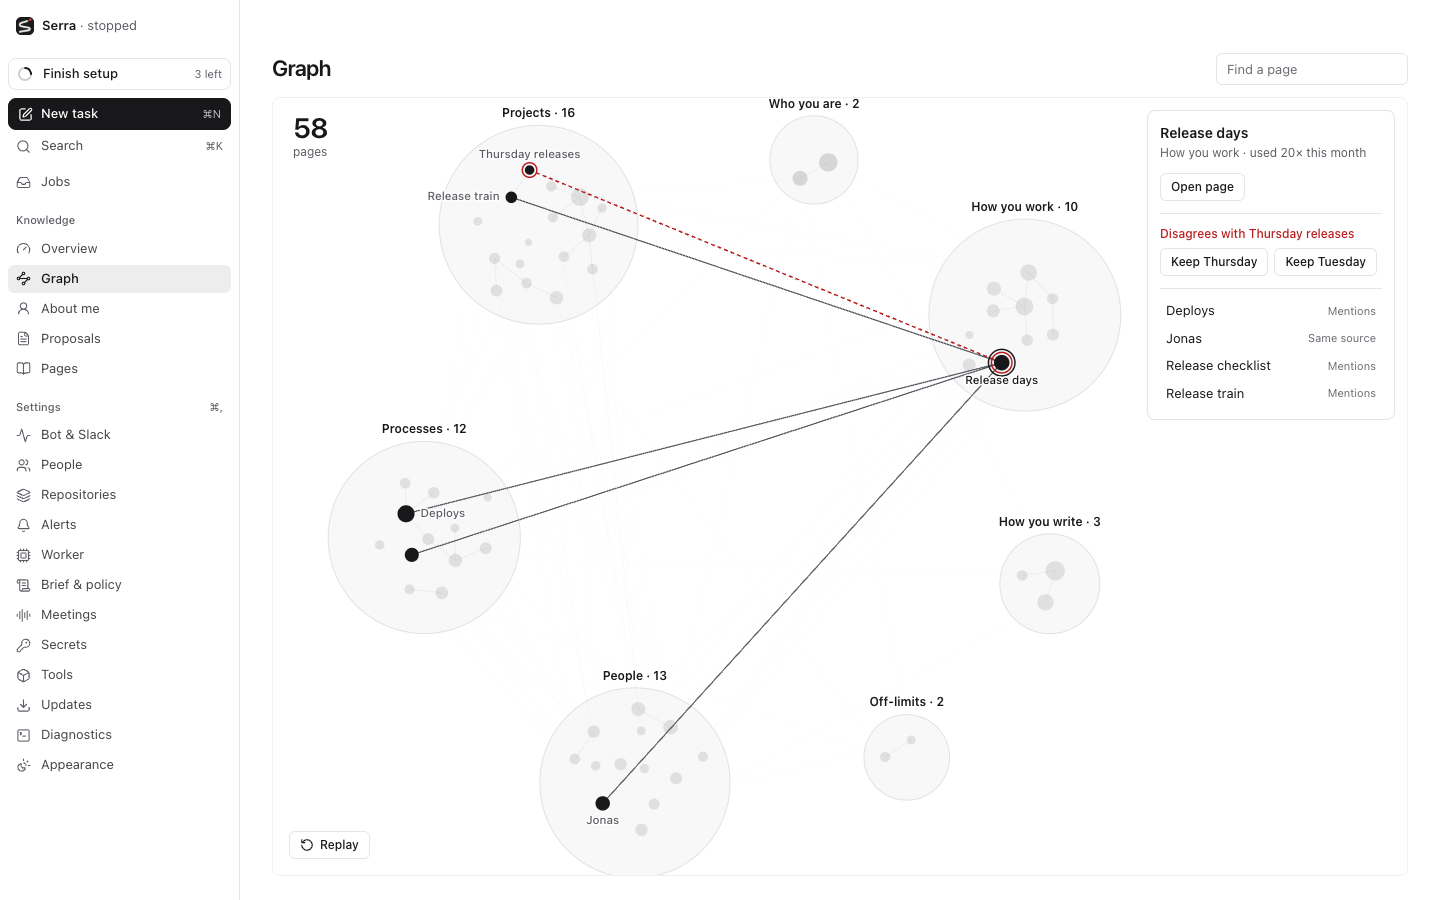 Serra · stopped
Finish setup 3 left
New task ⌘N
Search ⌘K
Jobs
Knowledge
Overview
Graph
About me
Proposals
Pages
Settings ⌘,
Bot & Slack
People
Repositories
Alerts
Worker
Brief & policy
Meetings
Secrets
Tools
Updates
Diagnostics
Appearance
Graph
Find a page
58
pages
Projects · 16
Thursday releases
Release train
Who you are · 2
How you work · 10
Release days
Processes · 12
Deploys
How you write · 3
People · 13
Jonas
Off-limits · 2
Replay
Release days
How you work · used 20× this month
Open page
Disagrees with Thursday releases
Keep Thursday Keep Tuesday
Deploys Mentions
Jonas Same source
Release checklist Mentions
Release train Mentions